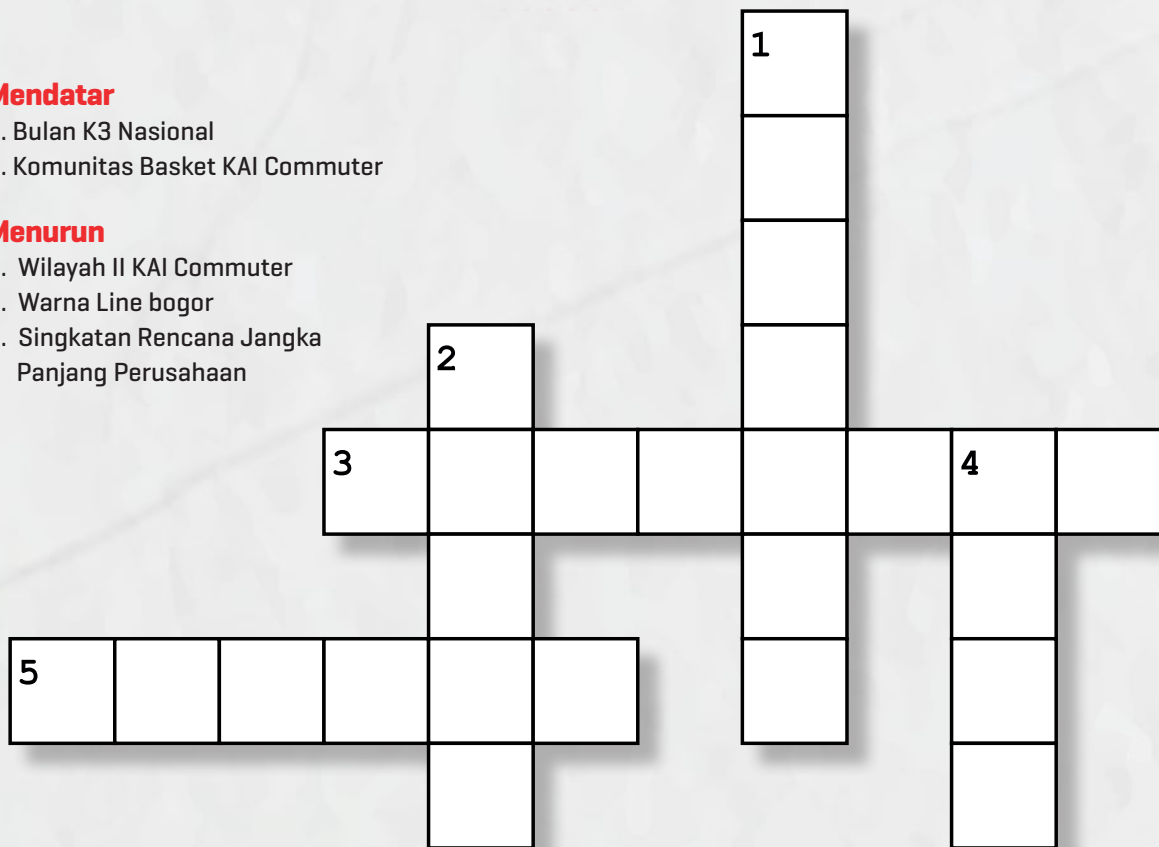 Mendatar
. Bulan K3 Nasional
. Komunitas Basket KAI Commuter
Menurun
. Wilayah II KAI Commuter
. Warna Line bogor
. Singkatan Rencana Jangka
Panjang Perusahaan
1
2
3
4
5